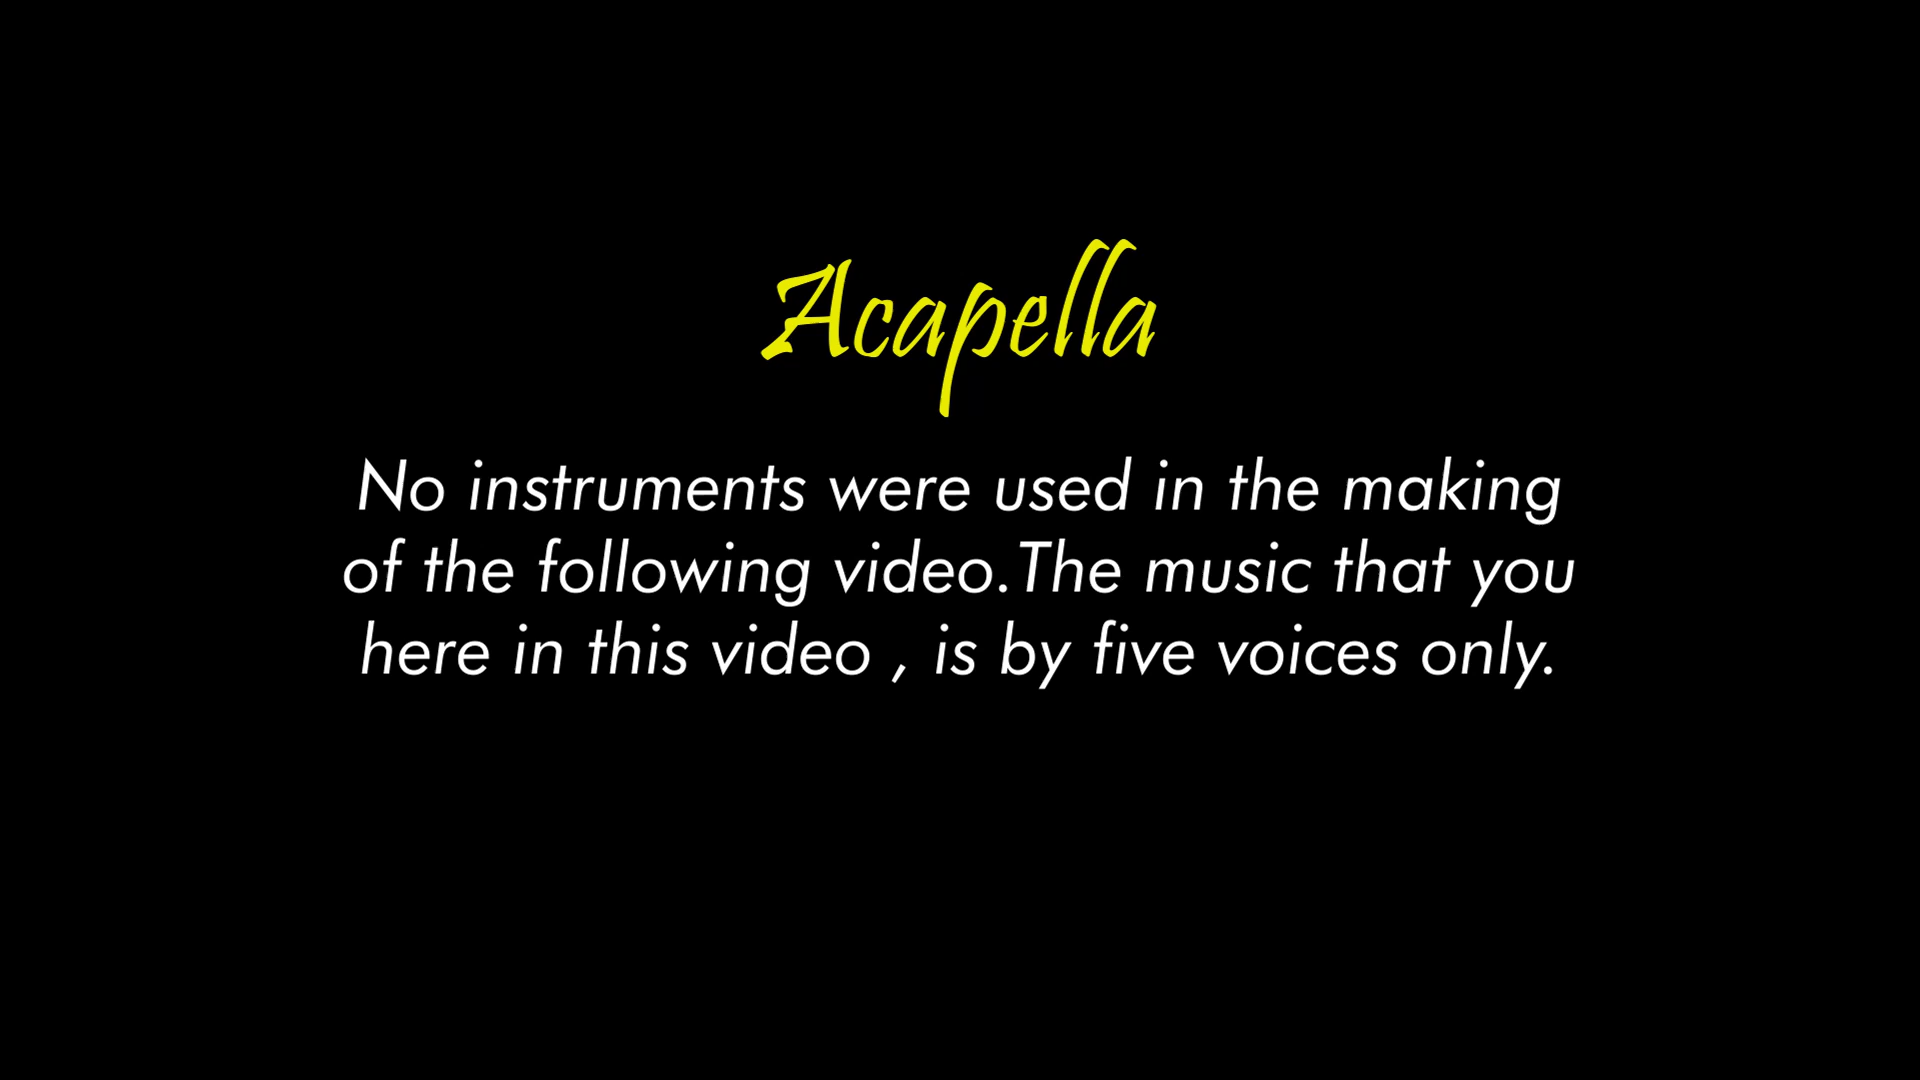 Acapella
No instruments were used in the making
of the following video.The music that you
here in this video , is by five voices only.